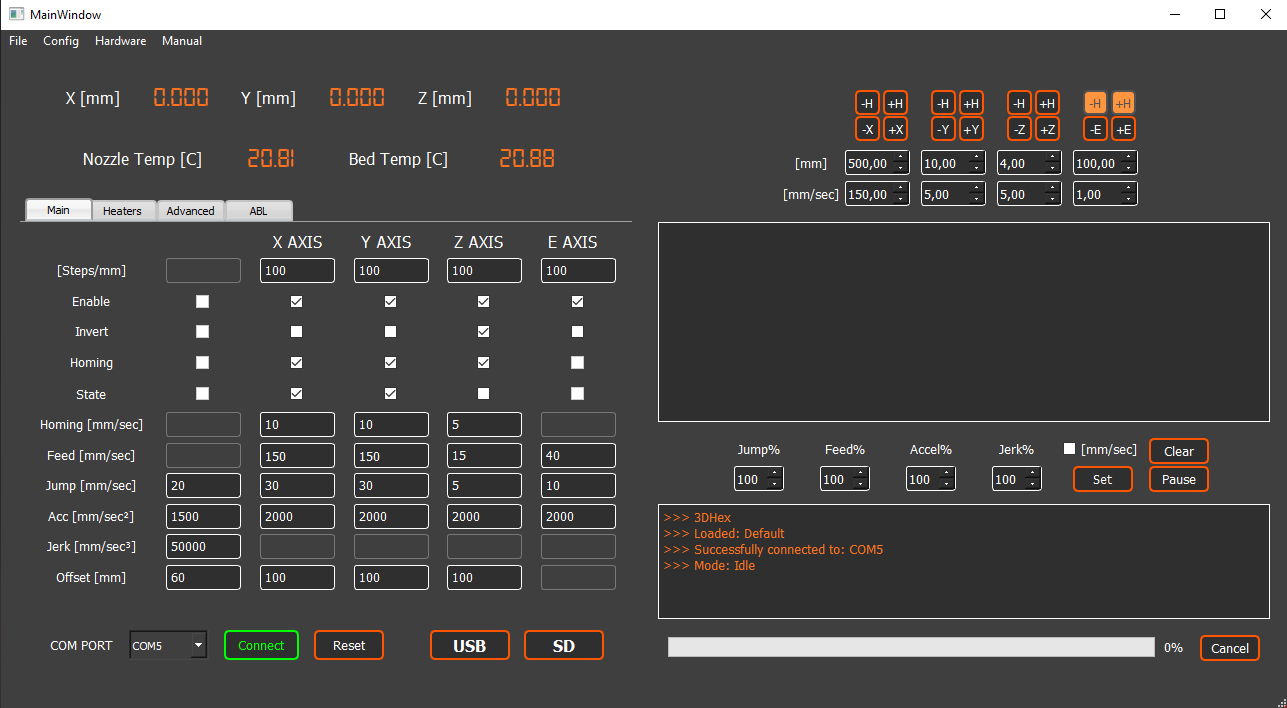 MainWindow
File Config Hardware Manual
X [mm] 0.000 Y [mm] 0.000 Z [mm] 0.000
Nozzle Temp [C] 20.81 Bed Temp [C] 20.88
-H +H -H +H -H +H -H +H
-X +X -Y +Y -Z +Z -E +E
[mm] 500,00 10,00 4,00 100,00
[mm/sec] 150,00 5,00 5,00 1,00
Main Heaters Advanced ABL
X AXIS Y AXIS Z AXIS E AXIS
[Steps/mm] 100 100 100 100
Enable
Invert
Homing
State
Homing [mm/sec] 10 10 5
Feed [mm/sec] 150 150 15 40
Jump [mm/sec] 20 30 30 5 10
Acc [mm/sec²] 1500 2000 2000 2000 2000
Jerk [mm/sec³] 50000
Offset [mm] 60 100 100 100
COM PORT COM5 Connect Reset USB SD
Jump% Feed% Accel% Jerk% [mm/sec] Clear
100 100 100 100 Set Pause
>>> 3DHex
>>> Loaded: Default
>>> Successfully connected to: COM5
>>> Mode: Idle
0% Cancel